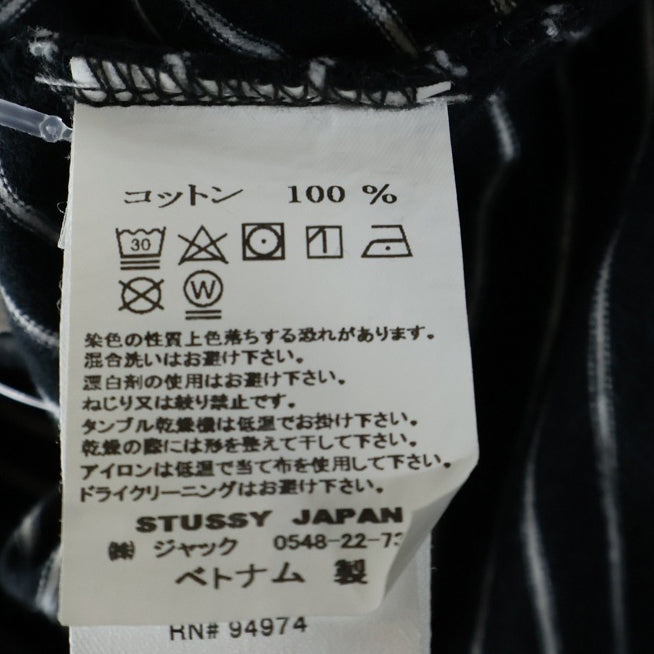 コットン 100 %
30
W
染色の性質上色落ちする恐れがあります。
混合洗いはお避け下さい。
漂白剤の使用はお避け下さい。
ねじり又は絞り禁止です。
タンブル乾燥機は低温でお掛け下さい。
乾燥の際には形を整えて干して下さい。
アイロンは低温で当て布を使用して下さい。
ドライクリーニングはお避け下さい。
STUSSY JAPAN
㈱ ジャック 0548-22-73
ベトナム 製
RN# 94974